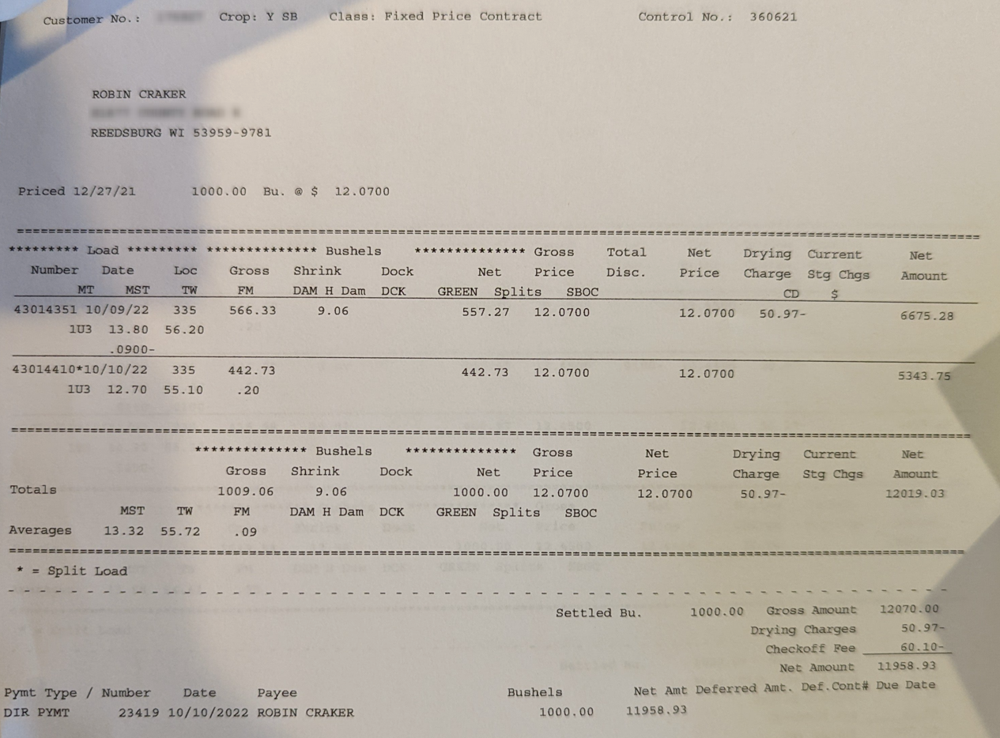 Customer No.: Crop: Y SB Class: Fixed Price Contract Control No.: 360621
ROBIN CRAKER
REEDSBURG WI 53959-9781
Priced 12/27/21 1000.00 Bu. @ $ 12.0700
========================================
********* Load ********* ************** Bushels ************** Gross Total Net Drying Current Net
Number Date Loc Gross Shrink Dock Net Price Disc. Price Charge Stg Chgs Amount
MT MST TW FM DAM H Dam DCK GREEN Splits SBOC CD $
43014351 10/09/22 335 566.33 9.06 557.27 12.0700 12.0700 50.97- 6675.28
1U3 13.80 56.20
.0900-
43014410*10/10/22 335 442.73 442.73 12.0700 12.0700 5343.75
1U3 12.70 55.10 .20
========================================
************** Bushels ************** Gross Net Drying Current Net
Gross Shrink Dock Net Price Price Charge Stg Chgs Amount
Totals 1009.06 9.06 1000.00 12.0700 12.0700 50.97- 12019.03
MST TW FM DAM H Dam DCK GREEN Splits SBOC
Averages 13.32 55.72 .09
========================================
* = Split Load
- - - - - - - - - - - - - - - - - - - -
Settled Bu. 1000.00 Gross Amount 12070.00
Drying Charges 50.97-
Checkoff Fee 60.10-
Net Amount 11958.93
Pymt Type / Number Date Payee Bushels Net Amt Deferred Amt. Def.Cont# Due Date
DIR PYMT 23419 10/10/2022 ROBIN CRAKER 1000.00 11958.93